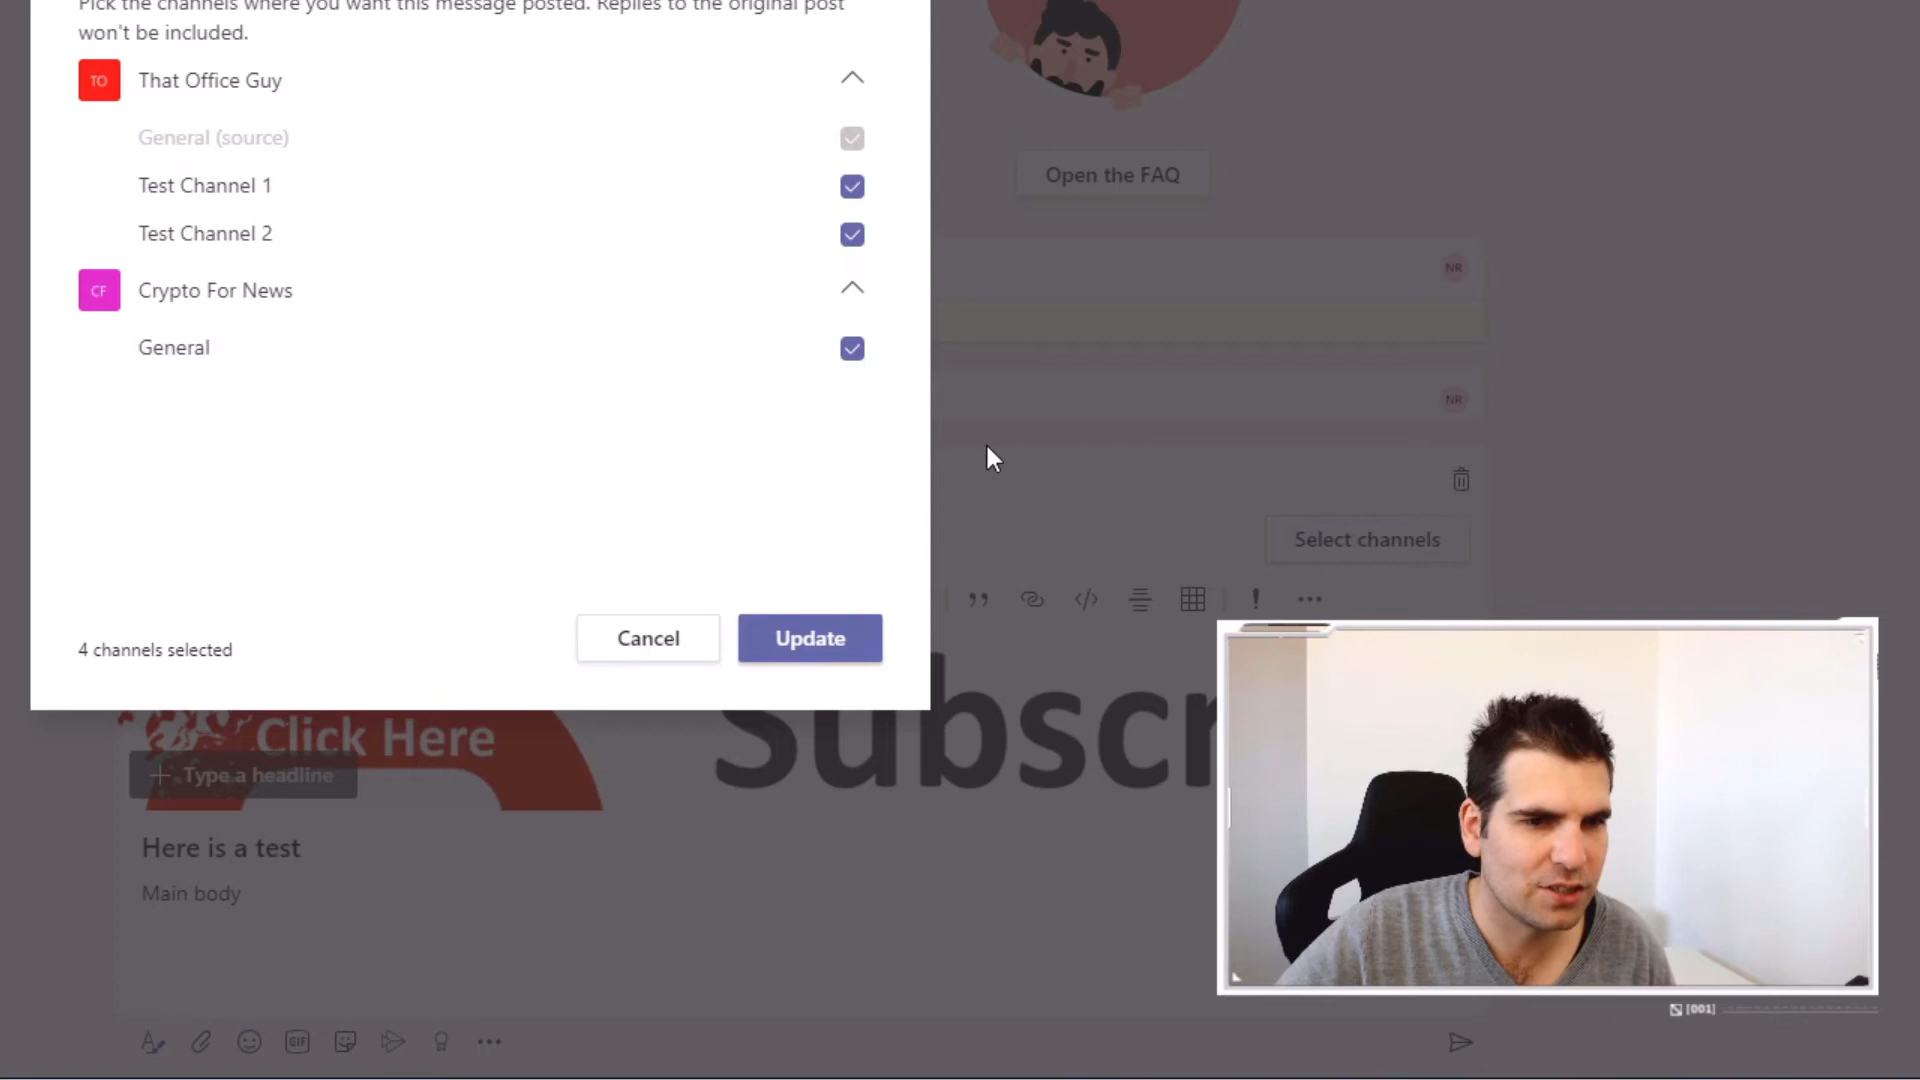 Pick the channels where you want this message posted. Replies to the original post
won't be included.
TO That Office Guy
General (source)
Test Channel 1
Test Channel 2
CF Crypto For News
General
4 channels selected
Cancel
Update
Open the FAQ
NR
NR
Select channels
Click Here
Subscr
Type a headline
Here is a test
Main body
GIF
[001]